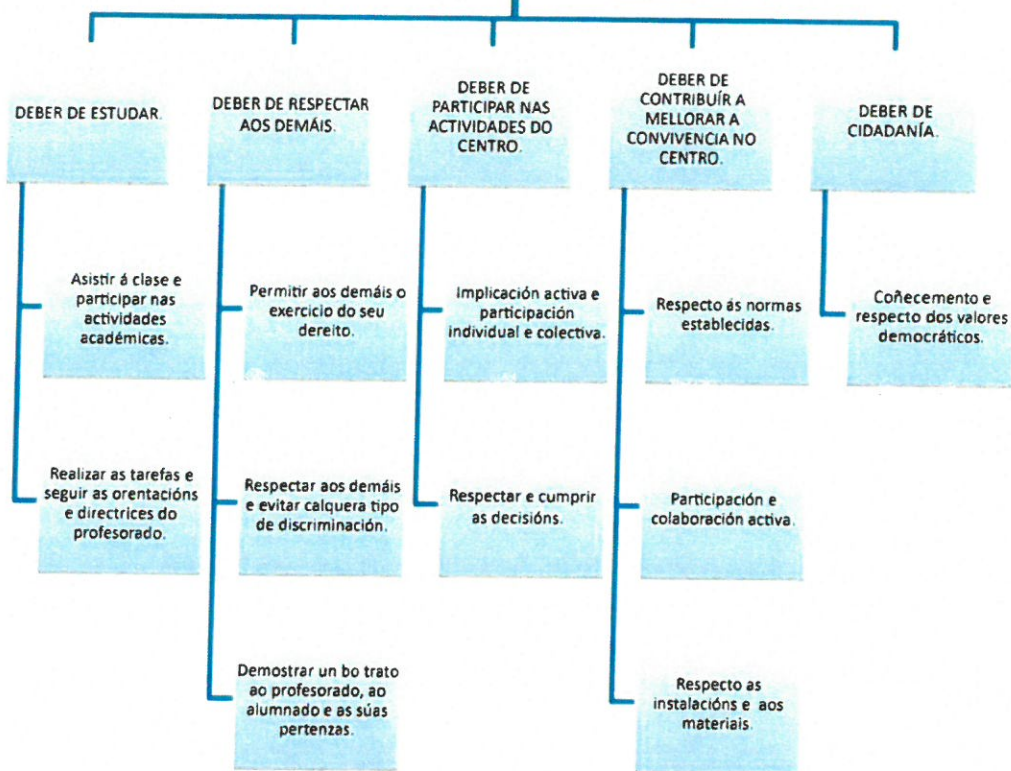 DEBER DE ESTUDAR.
DEBER DE RESPECTAR
AOS DEMÁIS.
DEBER DE
PARTICIPAR NAS
ACTIVIDADES DO
CENTRO.
DEBER DE
CONTRIBUÍR A
MELLORAR A
CONVIVENCIA NO
CENTRO.
DEBER DE
CIDADANÍA.
Asistir á clase e
participar nas
actividades
académicas.
Permitir aos demáis o
exercicio do seu
dereito.
Implicación activa e
participación
individual e colectiva.
Respecto ás normas
establecidas.
Coñecemento e
respecto dos valores
democráticos.
Realizar as tarefas e
seguir as orentacións
e directrices do
profesorado.
Respectar aos demáis
e evitar calquera tipo
de discriminación.
Respectar e cumprir
as decisións.
Participación e
colaboración activa.
Demostrar un bo trato
ao profesorado, ao
alumnado e as súas
pertenzas.
Respecto as
instalacións e aos
materiais.